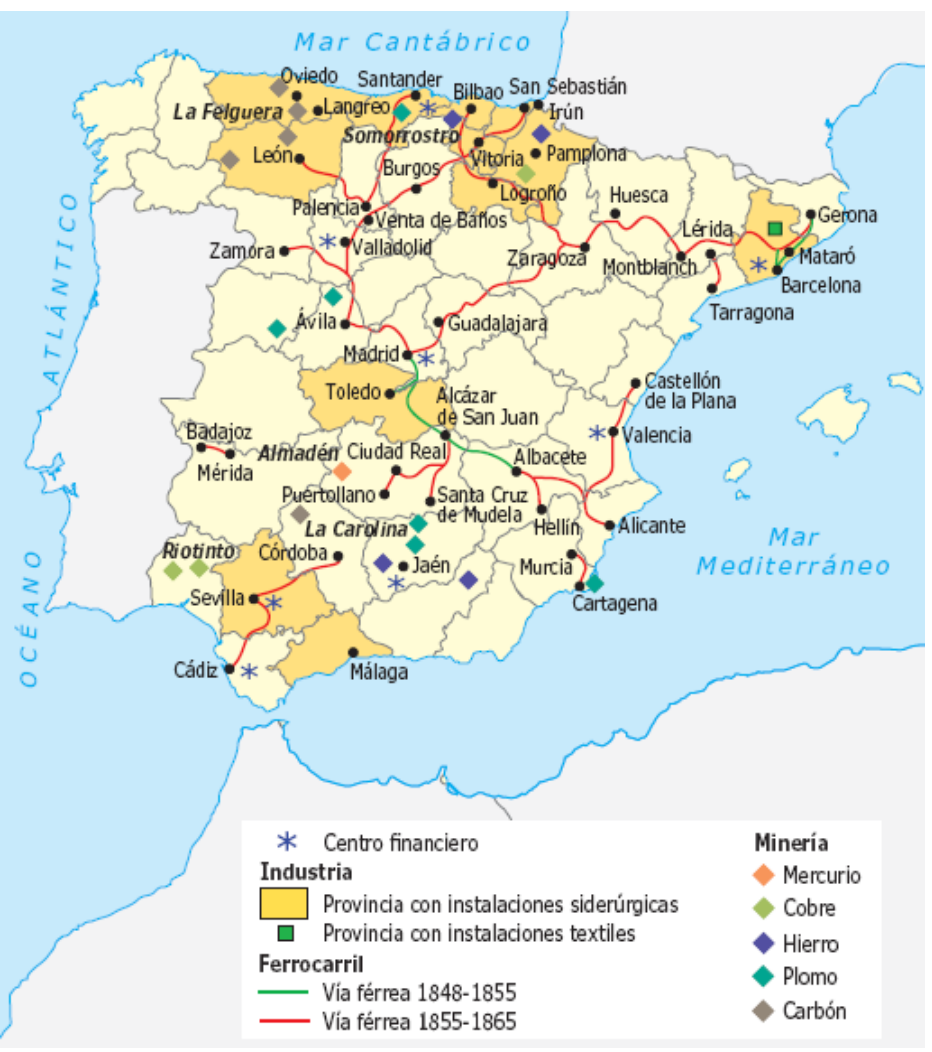 Mar Cantábrico
Oviedo
Santander
Bilbao
San Sebastián
La Felguera
Langreo
Irún
Somorrostro
León
Vitoria
Pamplona
Burgos
Logroño
Huesca
Palencia
Venta de Báños
Lérida
Gerona
Zamora
Valladolid
Zaragoza
Montblanch
Mataró
Barcelona
Tarragona
Ávila
Guadalajara
Madrid
Toledo
Alcázar
de San Juan
Castellón
de la Plana
Badajoz
Mérida
Almadén
Ciudad Real
Albacete
Valencia
Puértollano
Santa Cruz
de Mudela
Hellín
Alicante
La Carolina
Riotinto
Córdoba
Jaén
Murcia
Sevilla
Cartagena
Cádiz
Málaga
Mar
Mediterráneo
OCÉANO ATLÁNTICO
Centro financiero
Industria
Provincia con instalaciones siderúrgicas
Provincia con instalaciones textiles
Ferrocarril
Vía férrea 1848-1855
Vía férrea 1855-1865
Minería
Mercurio
Cobre
Hierro
Plomo
Carbón